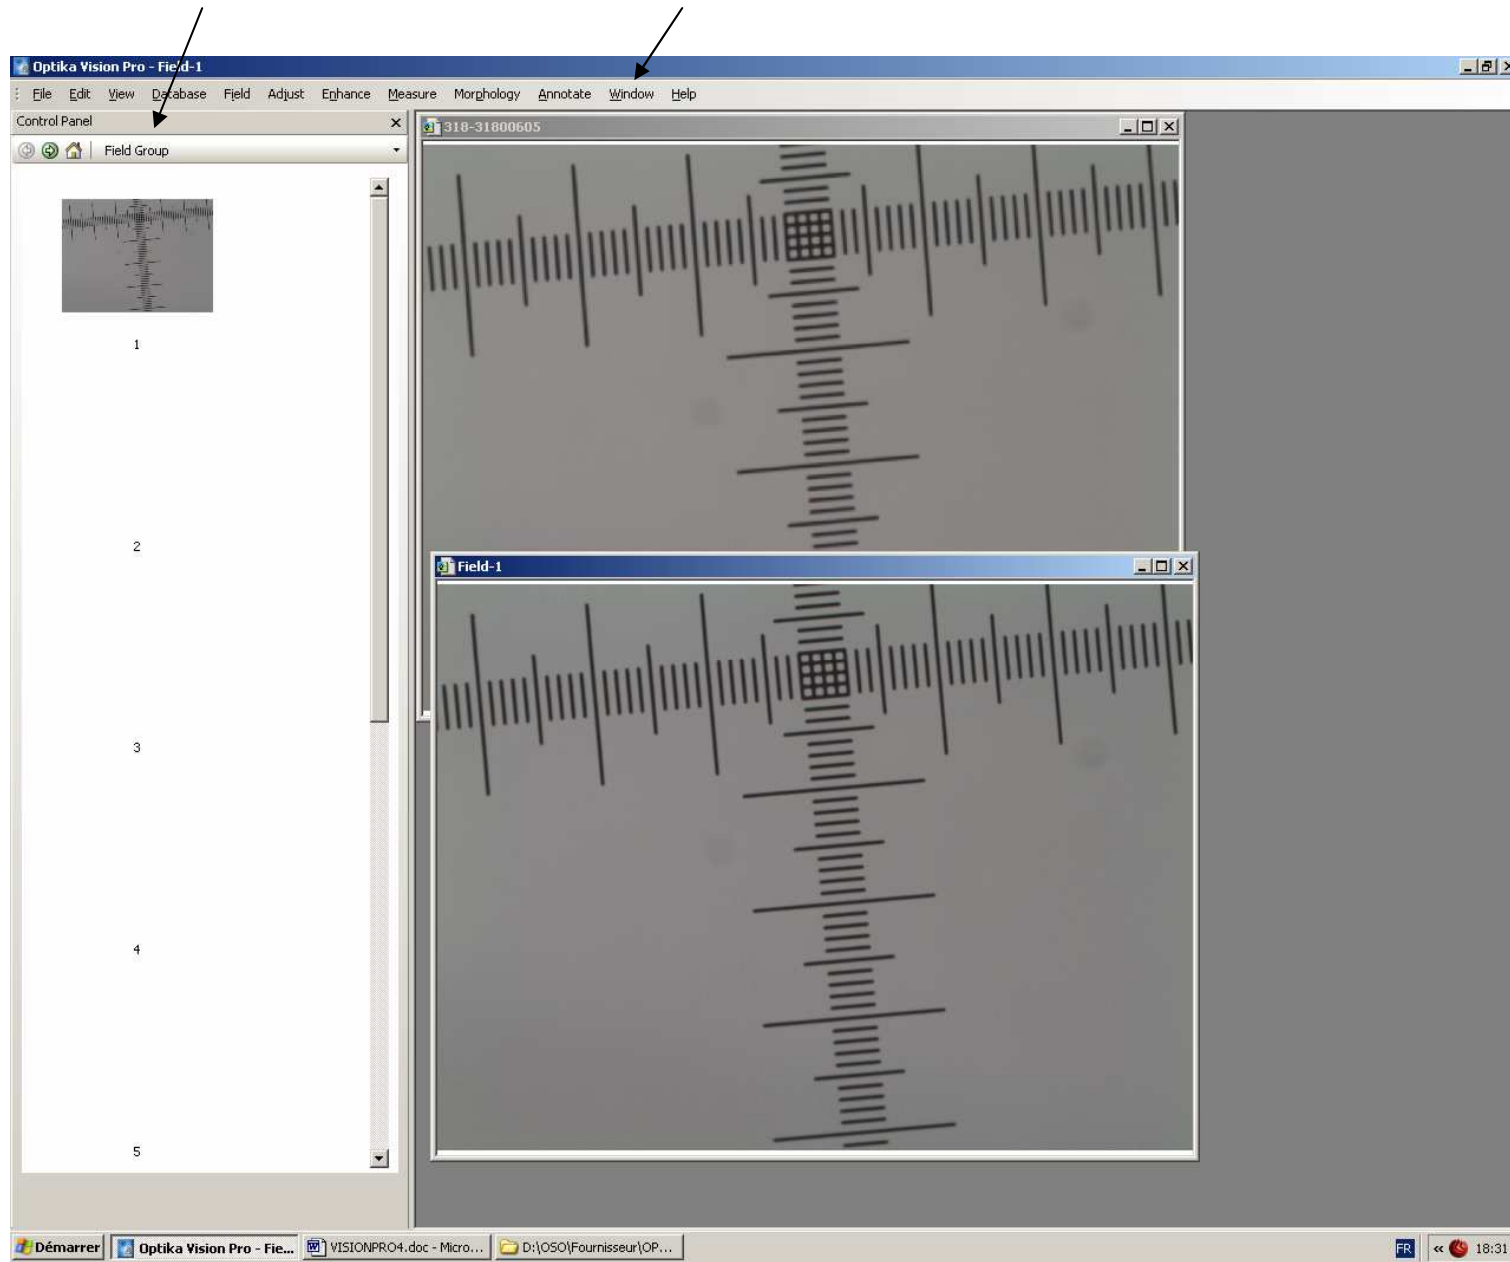 Optika Vision Pro - Field-1
File Edit View Database Field Adjust Enhance Measure Morphology Annotate Window Help
Control Panel
Field Group
1
2
3
4
5
318-31800605
Field-1
Démarrer Optika Vision Pro - Fie... VISIONPRO4.doc - Micro... D:\OSO\Fournisseur\OP... FR « 18:31